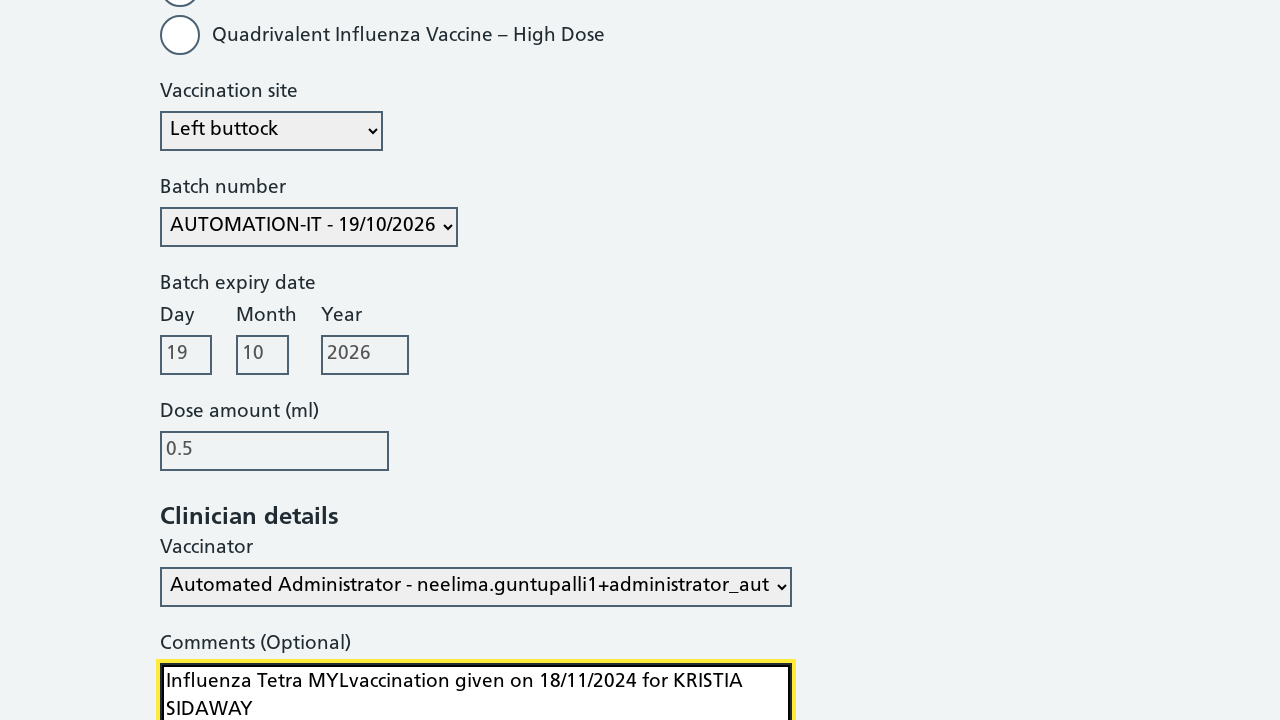 Quadrivalent Influenza Vaccine – High Dose
Vaccination site
Left buttock
Batch number
AUTOMATION-IT - 19/10/2026
Batch expiry date
Day Month Year
19 10 2026
Dose amount (ml)
0.5
Clinician details
Vaccinator
Automated Administrator - neelima.guntupalli1+administrator_aut
Comments (Optional)
Influenza Tetra MYLvaccination given on 18/11/2024 for KRISTIA
SIDAWAY